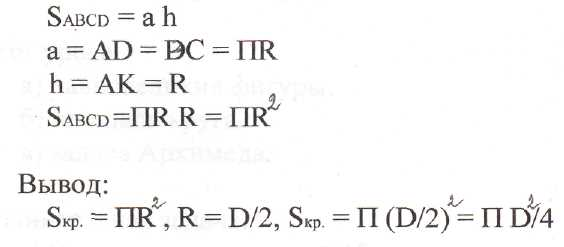 SABCD = a h
a = AD = BC = ПR
h = AK = R
SABCD =ПR R = ПR²
Вывод:
Sкр. = ПR², R = D/2, Sкр. = П (D/2)² = П D²/4